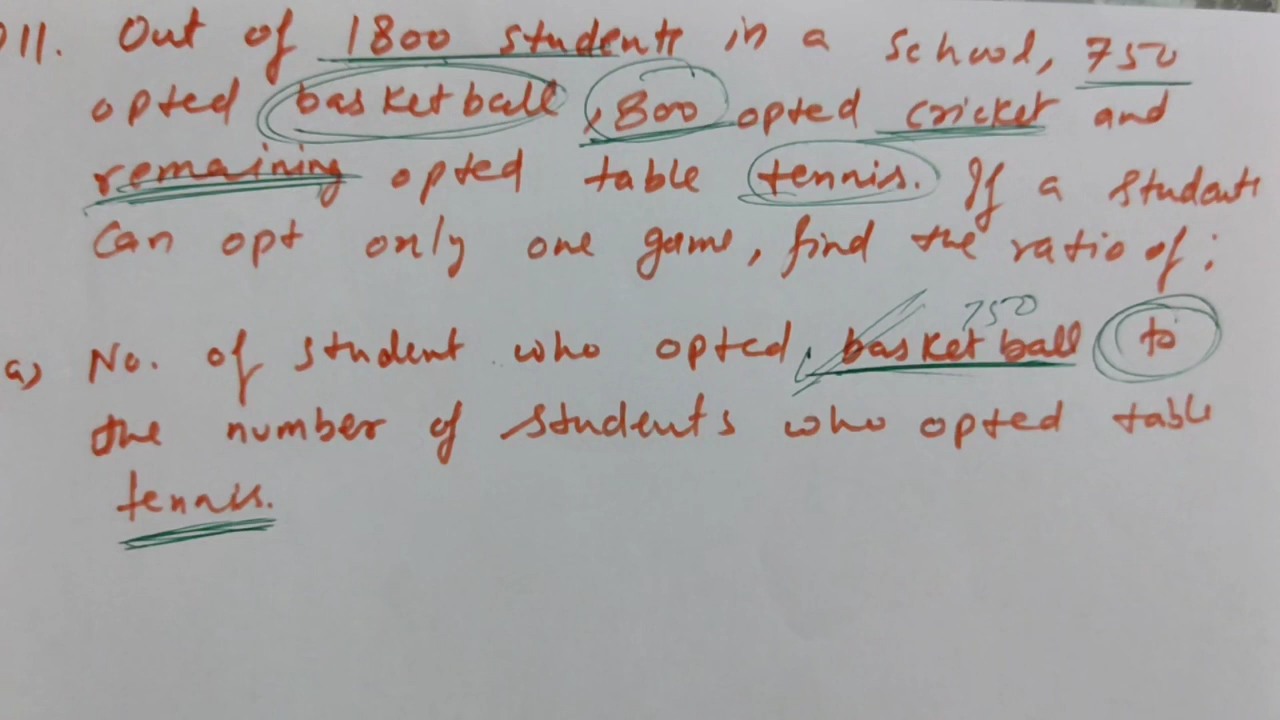 Q11. Out of 1800 students in a school, 750
opted basketball, 800 opted cricket and
remaining opted table tennis. If a students
can opt only one game, find the ratio of:
750
a) No. of student who opted basketball to
the number of students who opted table
tennis.